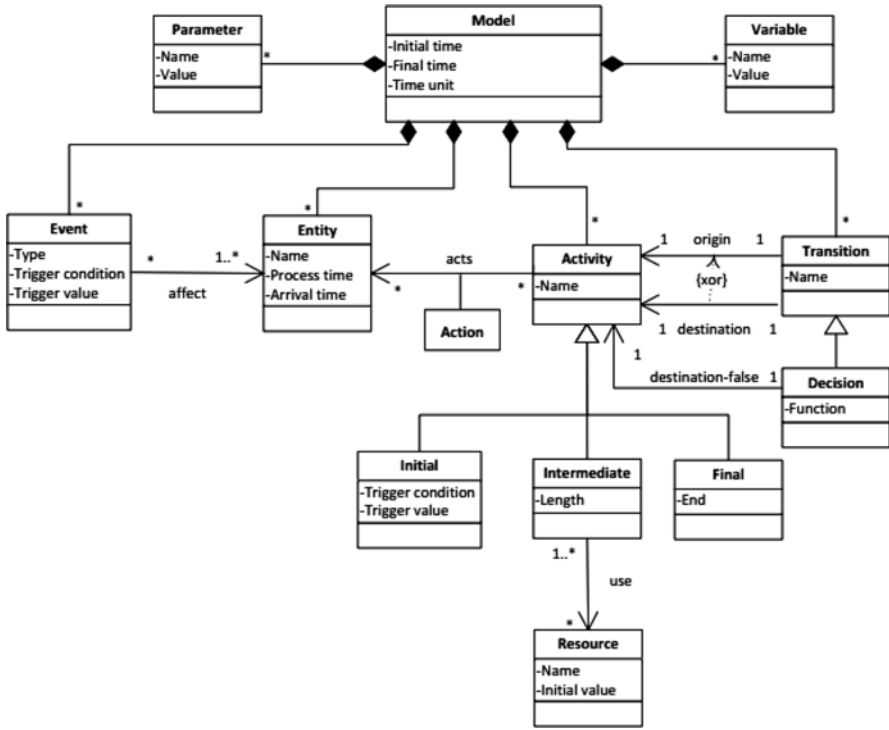 Parameter
-Name
-Value
*
Model
-Initial time
-Final time
-Time unit
Variable
-Name
-Value
*
*
*
*
*
Event
-Type
-Trigger condition
-Trigger value
*
1..*
affect
Entity
-Name
-Process time
-Arrival time
acts
*
*
Action
Activity
-Name
1
origin
1
{xor}
1
destination
1
Transition
-Name
1
destination-false
1
Decision
-Function
Initial
-Trigger condition
-Trigger value
Intermediate
-Length
Final
-End
1..*
use
*
Resource
-Name
-Initial value